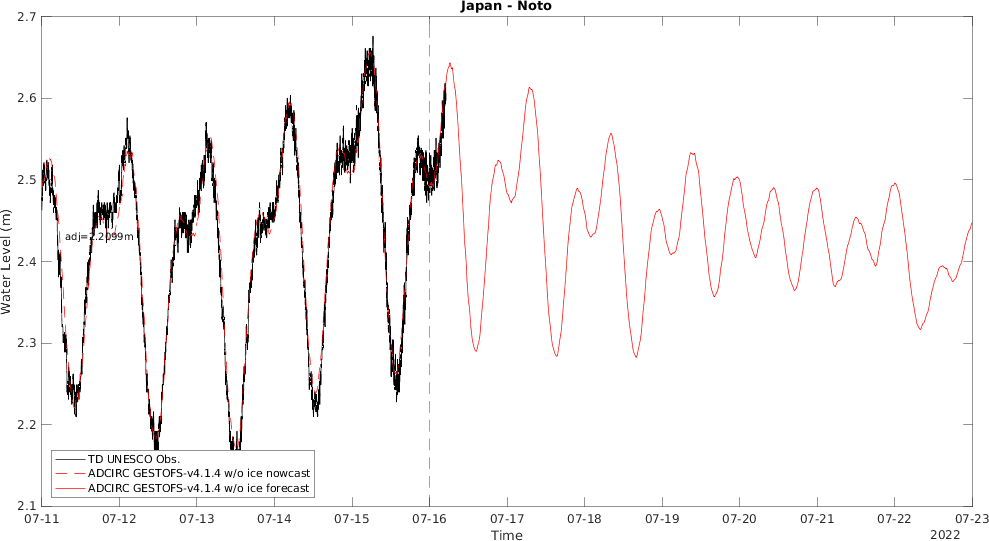 Japan - Noto
2.7
2.6
2.5
2.4
2.3
2.2
2.1
Water Level (m)
adj=2.2099m
TD UNESCO Obs.
ADCIRC GESTOFS-v4.1.4 w/o ice nowcast
ADCIRC GESTOFS-v4.1.4 w/o ice forecast
07-11 07-12 07-13 07-14 07-15 07-16 07-17 07-18 07-19 07-20 07-21 07-22 07-23
Time
2022